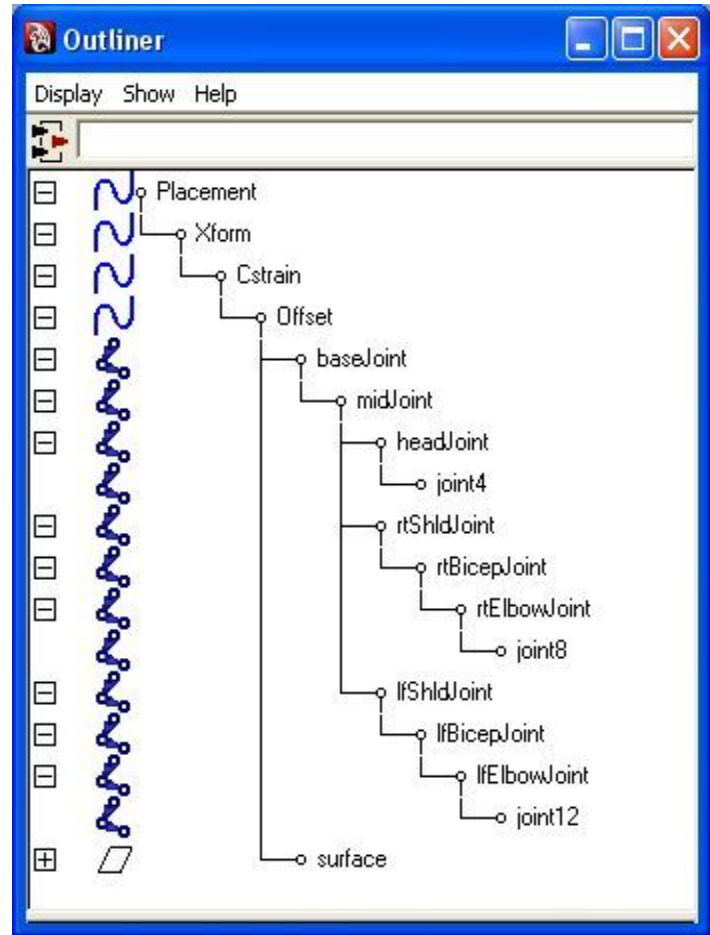 Outliner
Display Show Help
Placement
Xform
Cstrain
Offset
baseJoint
midJoint
headJoint
joint4
rtShldJoint
rtBicepJoint
rtElbowJoint
joint8
lfShldJoint
lfBicepJoint
lfElbowJoint
joint12
surface